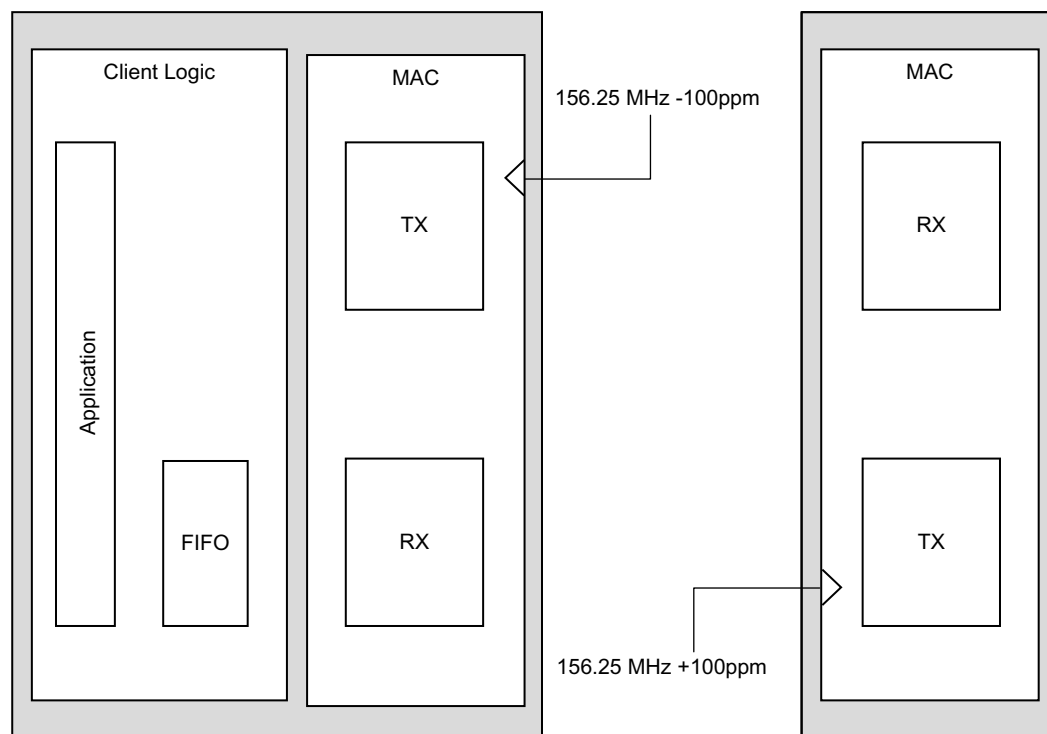 Client Logic
MAC
TX
Application
FIFO
RX
156.25 MHz -100ppm
156.25 MHz +100ppm
MAC
RX
TX